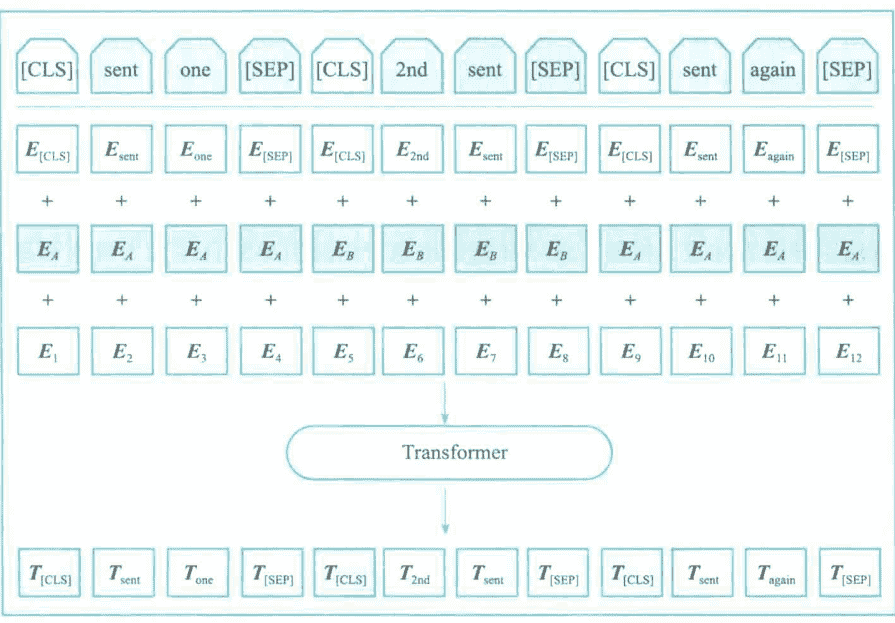 [CLS] sent one [SEP] [CLS] 2nd sent [SEP] [CLS] sent again [SEP]
E[CLS] Esent Eone E[SEP] E[CLS] E2nd Esent E[SEP] E[CLS] Esent Eagain E[SEP]
+ + + + + + + + + + + +
EA EA EA EA EB EB EB EB EA EA EA EA
+ + + + + + + + + + + +
E1 E2 E3 E4 E5 E6 E7 E8 E9 E10 E11 E12
Transformer
T[CLS] Tsent Tone T[SEP] T[CLS] T2nd Tsent T[SEP] T[CLS] Tsent Tagain T[SEP]